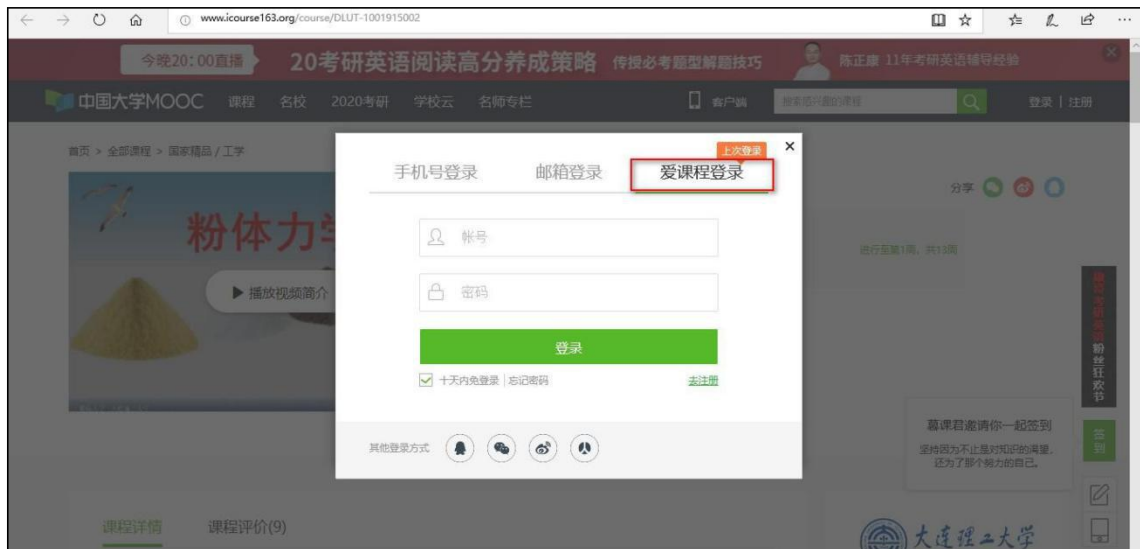 www.icourse163.org/course/DLUT-1001915002
今晚20:00直播 20考研英语阅读高分养成策略 传授必考题型解题技巧 陈正康 11年考研英语辅导经验
中国大学MOOC 课程 名校 2020考研 学校云 名师专栏 客户端 搜索感兴趣的课程 登录 | 注册
首页 > 全部课程 > 国家精品 / 工学
上次登录
手机号登录 邮箱登录 爱课程登录
分享
粉体力学
帐号
进行至第1周，共13周
播放视频简介
密码
登录
十天内免登录 | 忘记密码 去注册
粉丝狂欢节
慕课君邀请你一起签到
坚持因为不止是对知识的渴望，
还为了那个努力的自己。
签到
其他登录方式
课程详情 课程评价(9)
大连理工大学